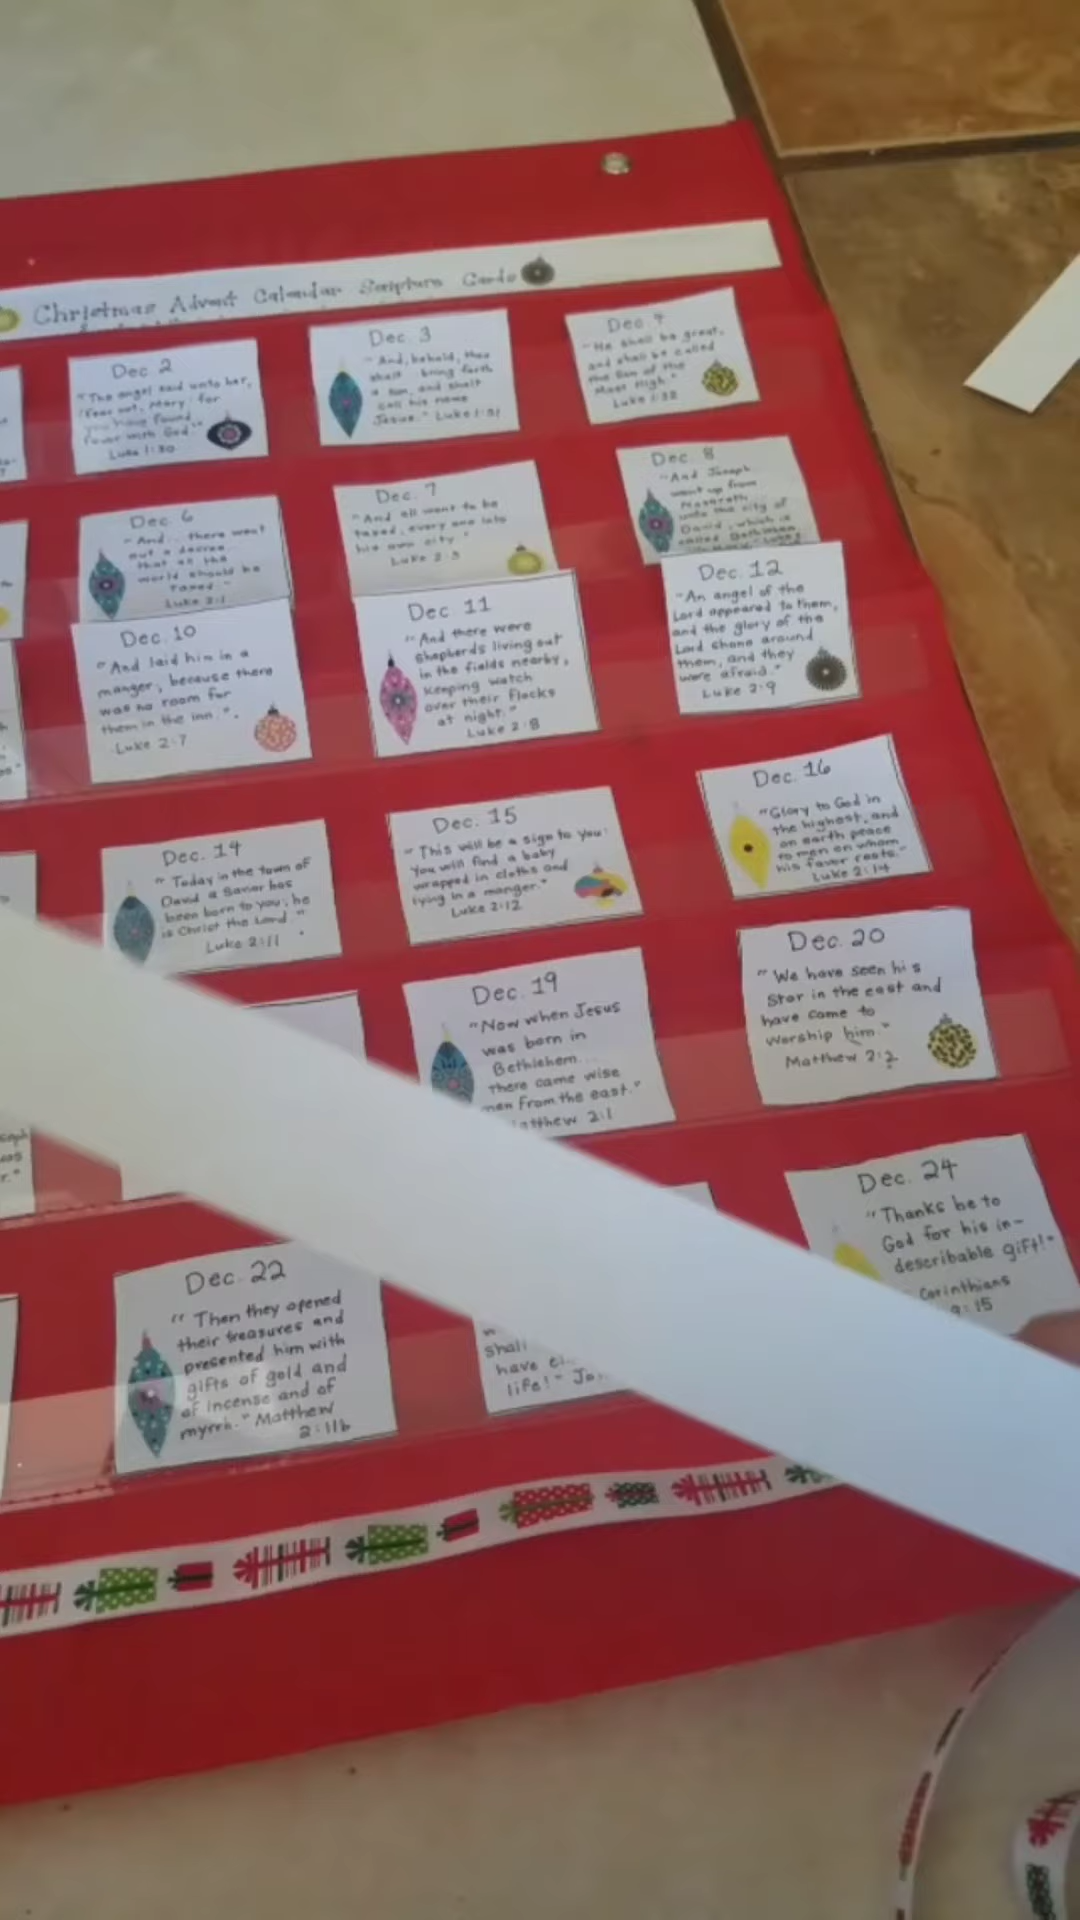 Christmas Advent Calendar Scripture Cards
Dec 2
"The angel said unto her,
Fear not, Mary: for
you have found
favor with God."
Luke 1:30
Dec. 3
"And, behold, thou
shalt bring forth
a son, and shalt
call his name
Jesus." Luke 1:31
Dec. 4
"He shall be great,
and shall be called
the Son of the
Most High."
Luke 1:32
Dec. 6
"And... there went
out a decree...
that all the
world should be
taxed."
Luke 2:1
Dec. 7
"And all went to be
taxed, every one into
his own city."
Luke 2:3
Dec. 8
"And Joseph
went up from
Nazareth
unto the city of
David, which is
called Bethlehem
Dec. 10
"And laid him in a
manger, because there
was no room for
them in the inn."
Luke 2:7
Dec 11
"And there were
Shepherds living out
in the fields nearby,
Keeping watch
over their flocks
at night."
Luke 2:8
Dec. 12
"An angel of the
Lord appeared to them,
and the glory of the
Lord shone around
them, and they
were afraid."
Luke 2:9
Dec. 14
"Today in the town of
David a Savior has
been born to you; he
is Christ the Lord"
Luke 2:11
Dec. 15
"This will be a sign to you:
You will find a baby
wrapped in cloths and
lying in a manger."
Luke 2:12
Dec. 16
"Glory to God in
the highest, and
on earth peace
to men on whom
his favor rests."
Luke 2:14
Dec. 19
"Now when Jesus
was born in
Bethlehem...
There came wise
men from the east."
atthew 2:1
Dec. 20
"We have seen his
Star in the east and
have come to
Worship him."
Matthew 2:2
Dec. 22
"Then they opened
their treasures and
presented him with
gifts of gold and
of incense and of
myrrh." Matthew
2:11b
shall
have
life!"
Dec. 24
"Thanks be to
God for his in-
describable gift!"
Corinthians
9:15